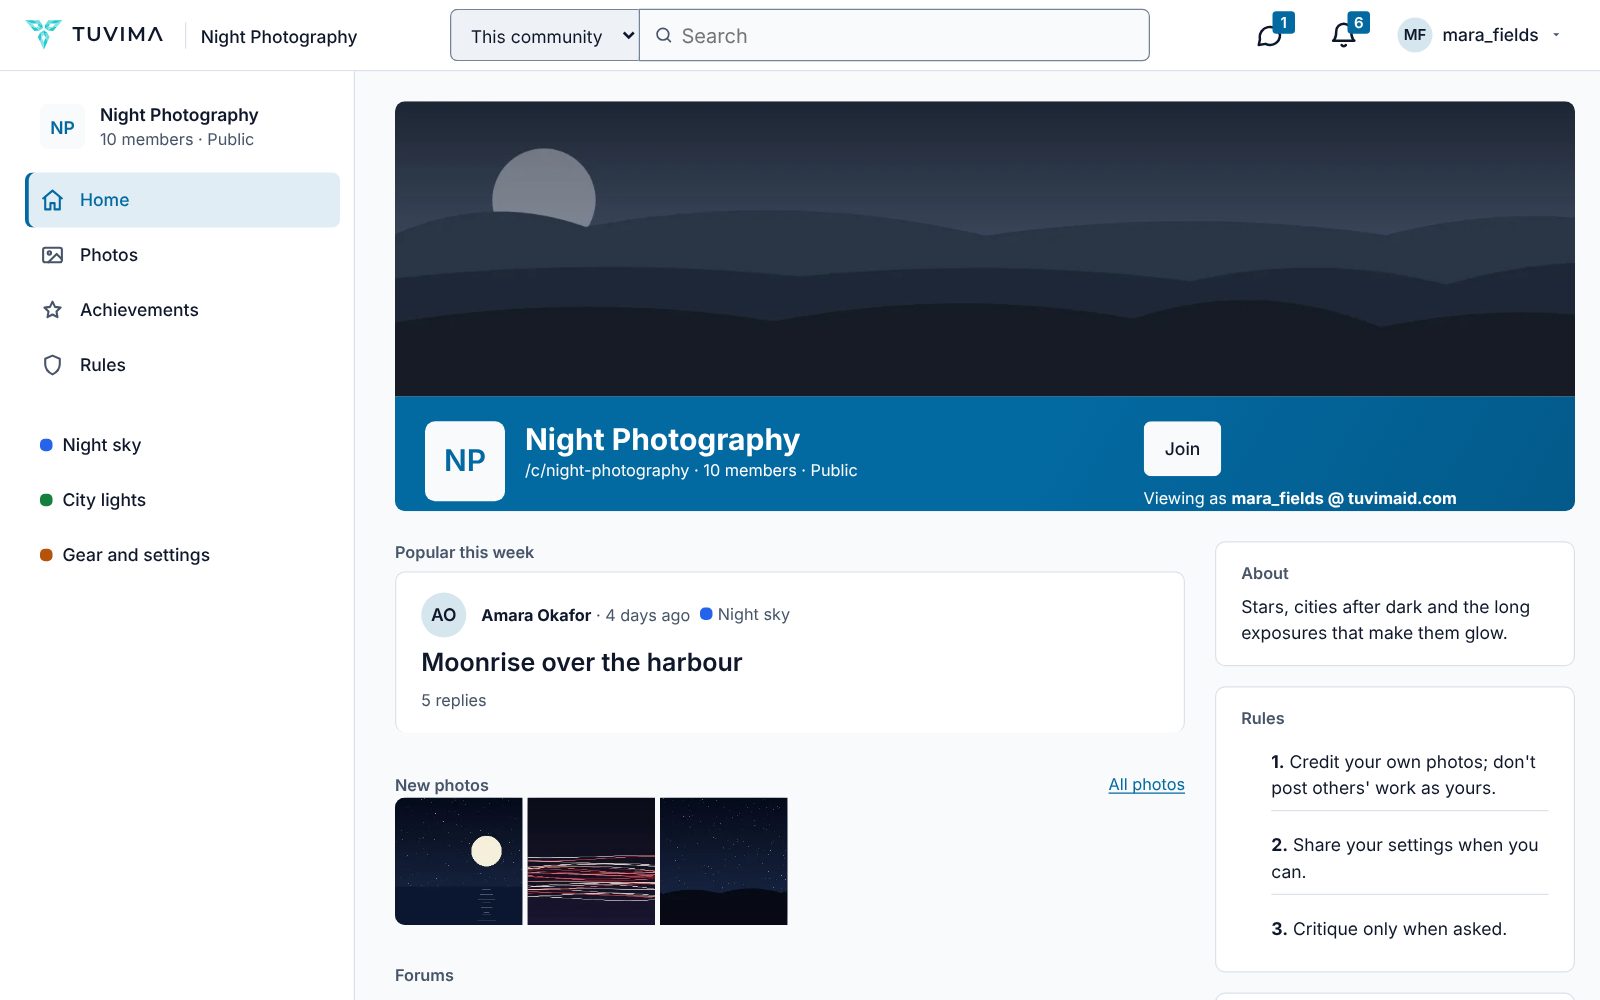 TUVIMA
Night Photography
This community
Search
1
6
MF
mara_fields
NP
Night Photography
10 members · Public
Home
Photos
Achievements
Rules
Night sky
City lights
Gear and settings
NP
Night Photography
/c/night-photography · 10 members · Public
Join
Viewing as mara_fields @ tuvimaid.com
Popular this week
AO
Amara Okafor · 4 days ago
Night sky
Moonrise over the harbour
5 replies
New photos
All photos
Forums
About
Stars, cities after dark and the long
exposures that make them glow.
Rules
1. Credit your own photos; don't
post others' work as yours.
2. Share your settings when you
can.
3. Critique only when asked.